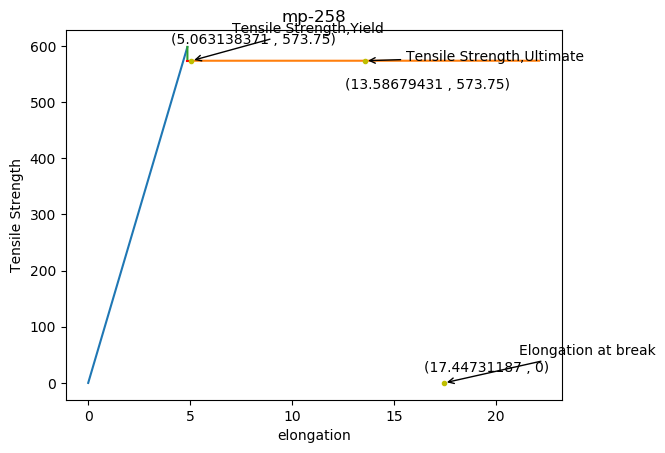 mp-258
Tensile Strength,Yield
(5.063138371 , 573.75)
Tensile Strength,Ultimate
(13.58679431 , 573.75)
Elongation at break
(17.44731187 , 0)
600
500
400
300
200
100
0
Tensile Strength
0 5 10 15 20
elongation